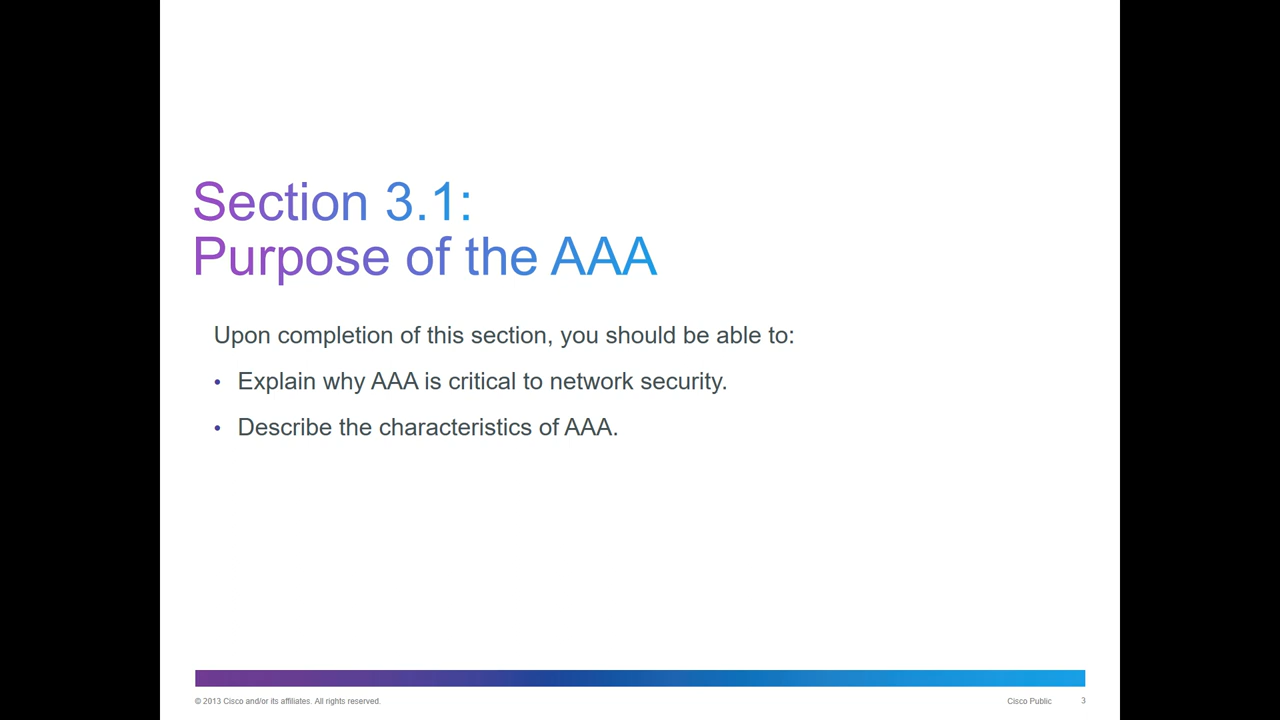 Section 3.1:
Purpose of the AAA
Upon completion of this section, you should be able to:
• Explain why AAA is critical to network security.
• Describe the characteristics of AAA.
© 2013 Cisco and/or its affiliates. All rights reserved.
Cisco Public
3